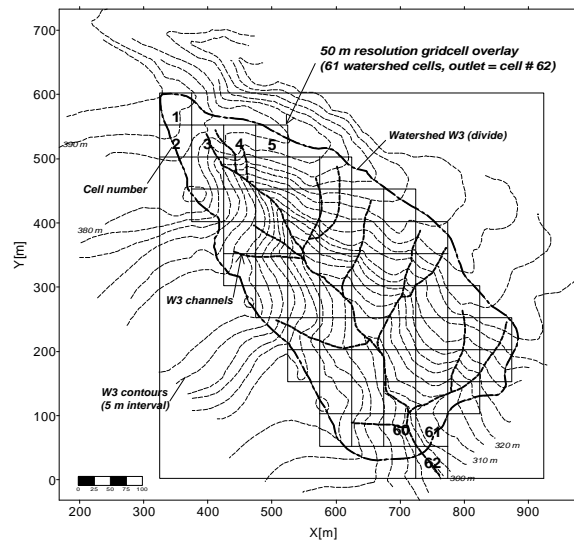 700
600
500
400
300
200
100
0
Y[m]
50 m resolution gridcell overlay
(61 watershed cells, outlet = cell # 62)
1
2
3
4
5
Watershed W3 (divide)
390 m
Cell number
380 m
W3 channels
W3 contours
(5 m interval)
60
61
62
320 m
310 m
300 m
0
25
50
75
100
200
300
400
500
600
700
800
900
X[m]